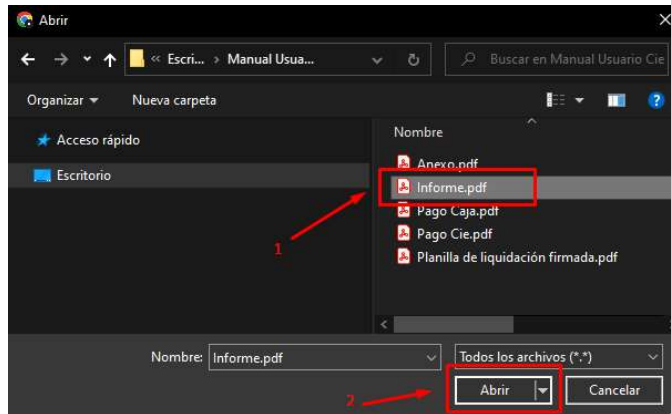 Abrir
Escri... > Manual Usua...
Buscar en Manual Usuario Cie
Organizar
Nueva carpeta
Acceso rápido
Escritorio
Nombre
Anexo.pdf
Informe.pdf
Pago Caja.pdf
Pago Cie.pdf
Planilla de liquidación firmada.pdf
1
Nombre: Informe.pdf
Todos los archivos (*.*)
2
Abrir
Cancelar